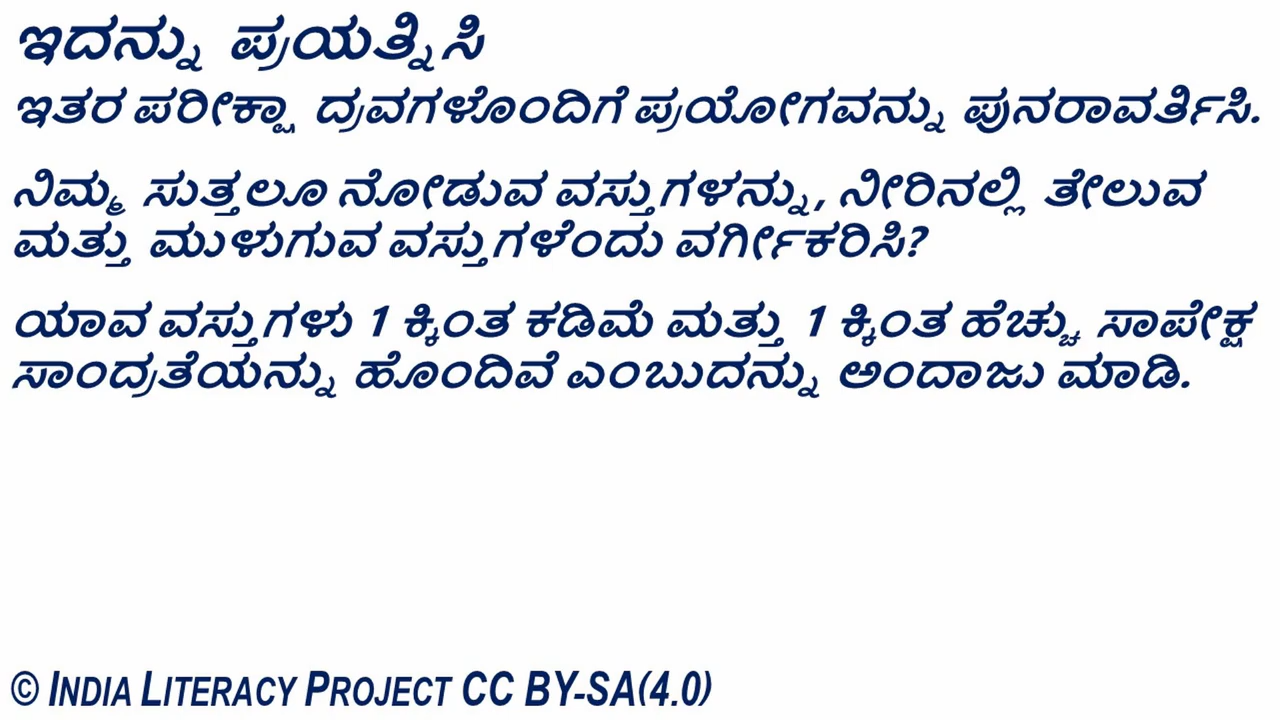 ಇದನ್ನು ಪ್ರಯತ್ನಿಸಿ
ಇತರ ಪರೀಕ್ಷಾ ದ್ರವಗಳೊಂದಿಗೆ ಪ್ರಯೋಗವನ್ನು ಪುನರಾವರ್ತಿಸಿ.
ನಿಮ್ಮ ಸುತ್ತಲೂ ನೋಡುವ ವಸ್ತುಗಳನ್ನು, ನೀರಿನಲ್ಲಿ ತೇಲುವ
ಮತ್ತು ಮುಳುಗುವ ವಸ್ತುಗಳೆಂದು ವರ್ಗೀಕರಿಸಿ?
ಯಾವ ವಸ್ತುಗಳು 1 ಕ್ಕಿಂತ ಕಡಿಮೆ ಮತ್ತು 1 ಕ್ಕಿಂತ ಹೆಚ್ಚು ಸಾಪೇಕ್ಷ
ಸಾಂದ್ರತೆಯನ್ನು ಹೊಂದಿವೆ ಎಂಬುದನ್ನು ಅಂದಾಜು ಮಾಡಿ.
© INDIA LITERACY PROJECT CC BY-SA(4.0)